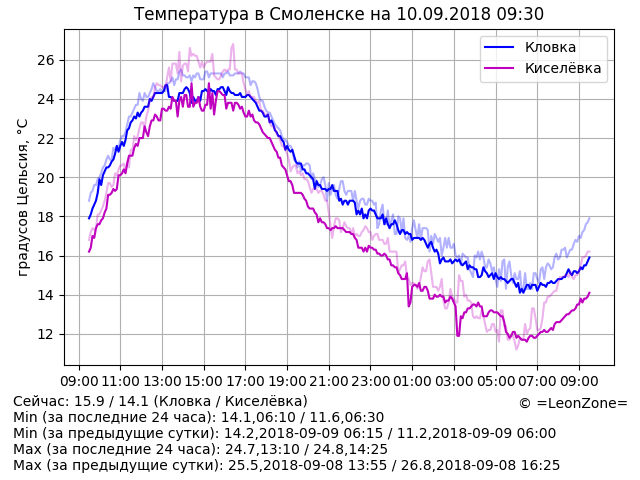 Температура в Смоленске на 10.09.2018 09:30
градусов Цельсия, °C
26
24
22
20
18
16
14
12
Кловка
Киселёвка
09:00 11:00 13:00 15:00 17:00 19:00 21:00 23:00 01:00 03:00 05:00 07:00 09:00
Сейчас: 15.9 / 14.1 (Кловка / Киселёвка)
© =LeonZone=
Min (за последние 24 часа): 14.1,06:10 / 11.6,06:30
Min (за предыдущие сутки): 14.2,2018-09-09 06:15 / 11.2,2018-09-09 06:00
Max (за последние 24 часа): 24.7,13:10 / 24.8,14:25
Max (за предыдущие сутки): 25.5,2018-09-08 13:55 / 26.8,2018-09-08 16:25